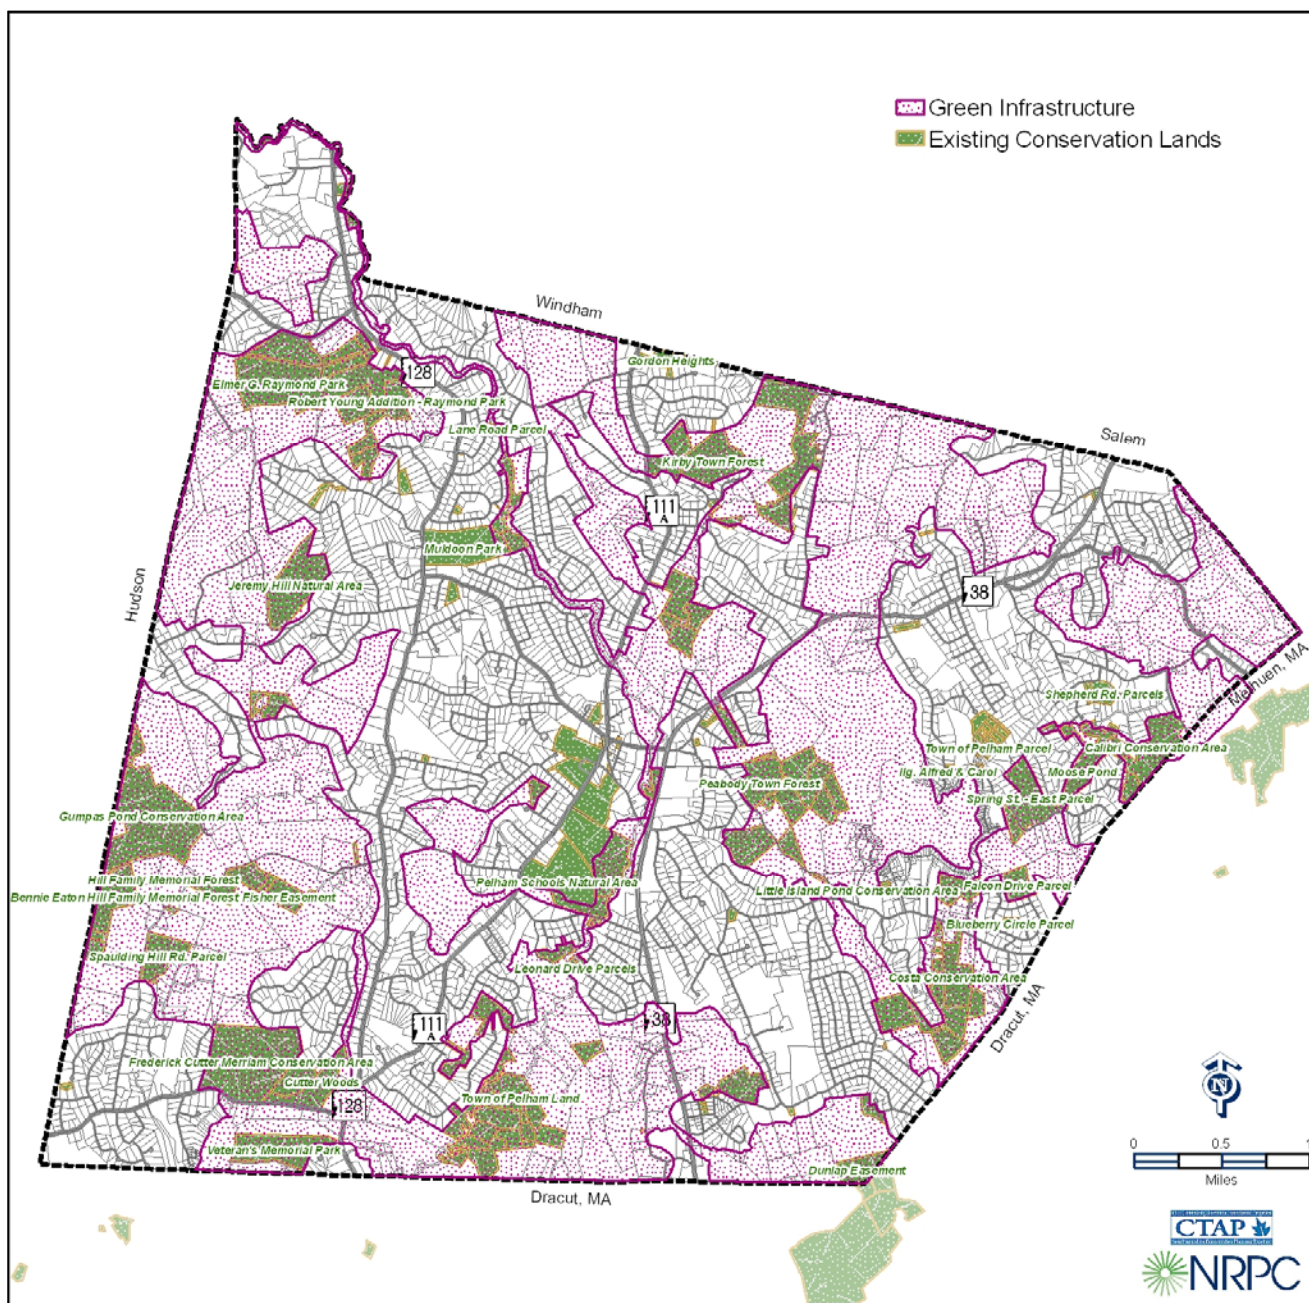 Green Infrastructure
Existing Conservation Lands
Windham
Gordon Heights
Elmer G. Raymond Park
128
Robert Young Addition - Raymond Park
Lane Road Parcel
Salem
Kirby Town Forest
111
A
Muldoon Park
Jeremy Hill Natural Area
38
Hudson
Methuen, MA
Shepherd Rd. Parcels
Town of Pelham Parcel
Calibri Conservation Area
Ilg. Alfred & Carol
Moose Pond
Peabody Town Forest
Spring St. - East Parcel
Gumpas Pond Conservation Area
Hill Family Memorial Forest
Pelham Schools Natural Area
Little Island Pond Conservation Area
Falcon Drive Parcel
Bennie Eaton Hill Family Memorial Forest Fisher Easement
Blueberry Circle Parcel
Spaulding Hill Rd. Parcel
Leonard Drive Parcels
Costa Conservation Area
Dracut, MA
111
A
38
Frederick Cutter Merriam Conservation Area
Cutter Woods
128
Town of Pelham Land
Veteran's Memorial Park
Dunlap Easement
Dracut, MA
N
0 0.5 1
Miles
CTAP
NRPC